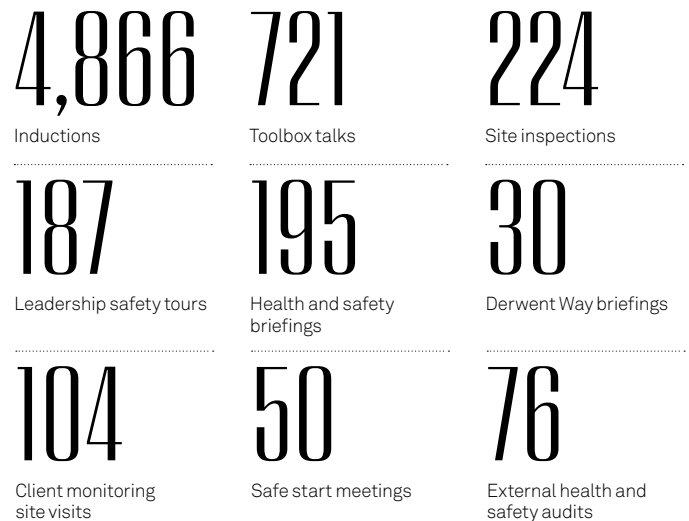 4,866
Inductions
721
Toolbox talks
224
Site inspections
187
Leadership safety tours
195
Health and safety
briefings
30
Derwent Way briefings
104
Client monitoring
site visits
50
Safe start meetings
76
External health and
safety audits